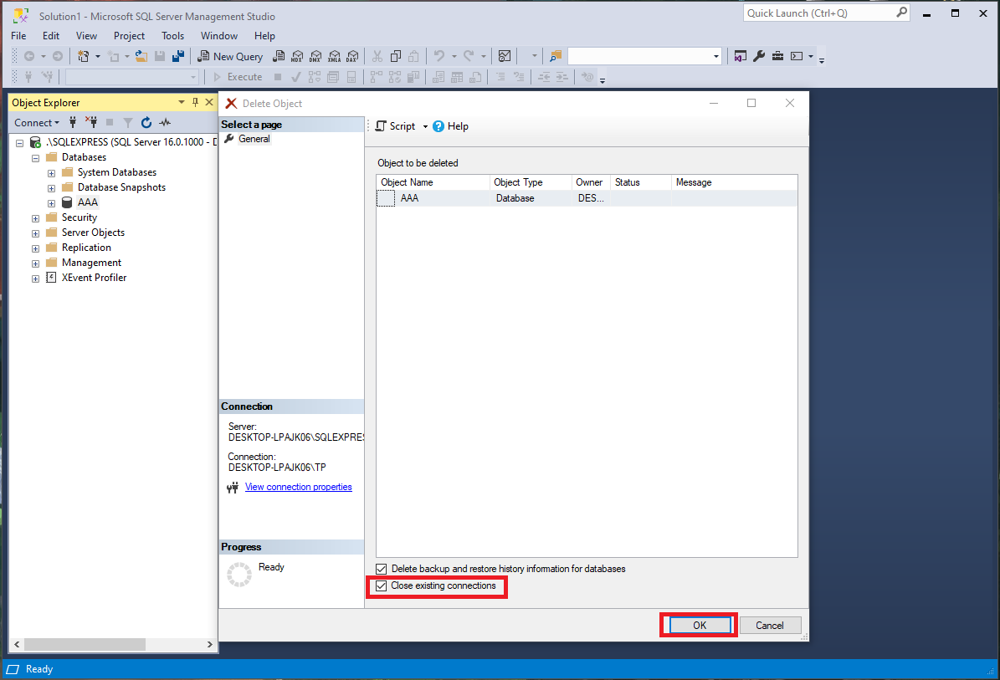 Solution1 - Microsoft SQL Server Management Studio
Quick Launch (Ctrl+Q)
File Edit View Project Tools Window Help
New Query MDX DMX XMLA DAX
Execute
Object Explorer
Connect
.\SQLEXPRESS (SQL Server 16.0.1000 - D
Databases
System Databases
Database Snapshots
AAA
Security
Server Objects
Replication
Management
XEvent Profiler
Delete Object
Select a page
General
Script Help
Object to be deleted
Object Name Object Type Owner Status Message
AAA Database DES...
Connection
Server:
DESKTOP-LPAJK06\SQLEXPRES
Connection:
DESKTOP-LPAJK06\TP
View connection properties
Progress
Ready
Delete backup and restore history information for databases
Close existing connections
OK Cancel
Ready